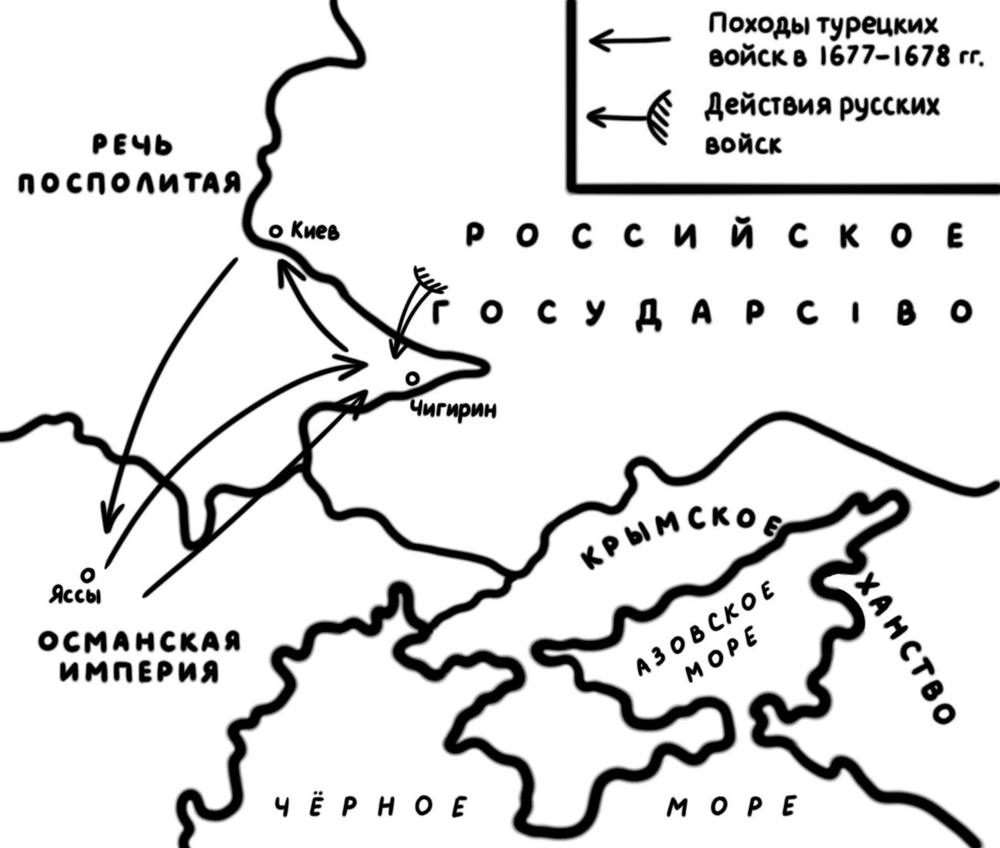 Походы турецких
войск в 1677–1678 гг.
Действия русских
войск
РЕЧЬ
ПОСПОЛИТАЯ
Киев
РОССИЙСКОЕ
ГОСУДАРСІВО
Чигирин
Яссы
ОСМАНСКАЯ
ИМПЕРИЯ
КРЫМСКОЕ
ХАНСТВО
АЗОВСКОЕ
МОРЕ
ЧЁРНОЕ МОРЕ